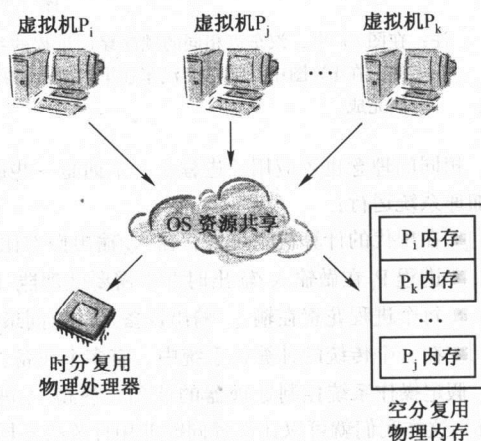 虚拟机Pi
虚拟机Pj
虚拟机Pk
...
OS 资源共享
Pi内存
Pk内存
...
Pj内存
时分复用
物理处理器
空分复用
物理内存